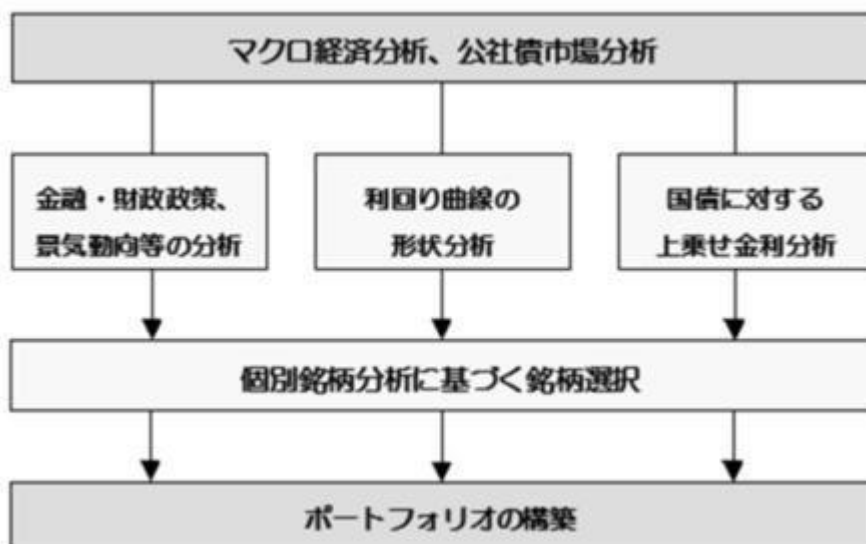 マクロ経済分析、公社債市場分析
金融・財政政策、
景気動向等の分析
利回り曲線の
形状分析
国債に対する
上乗せ金利分析
個別銘柄分析に基づく銘柄選択
ポートフォリオの構築